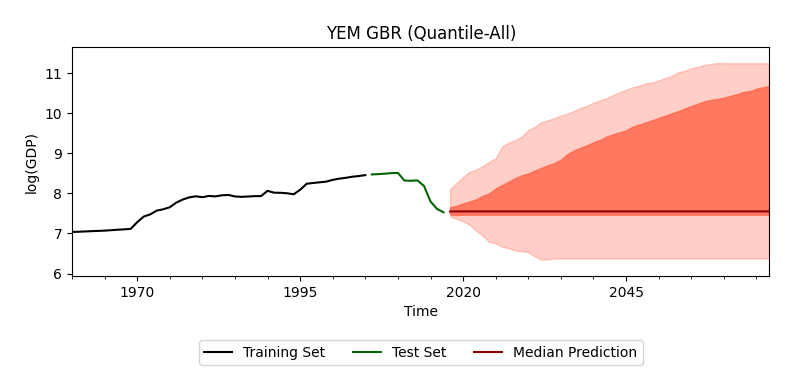 YEM GBR (Quantile-All)
log(GDP)
11
10
9
8
7
6
1970
1995
2020
2045
Time
Training Set
Test Set
Median Prediction